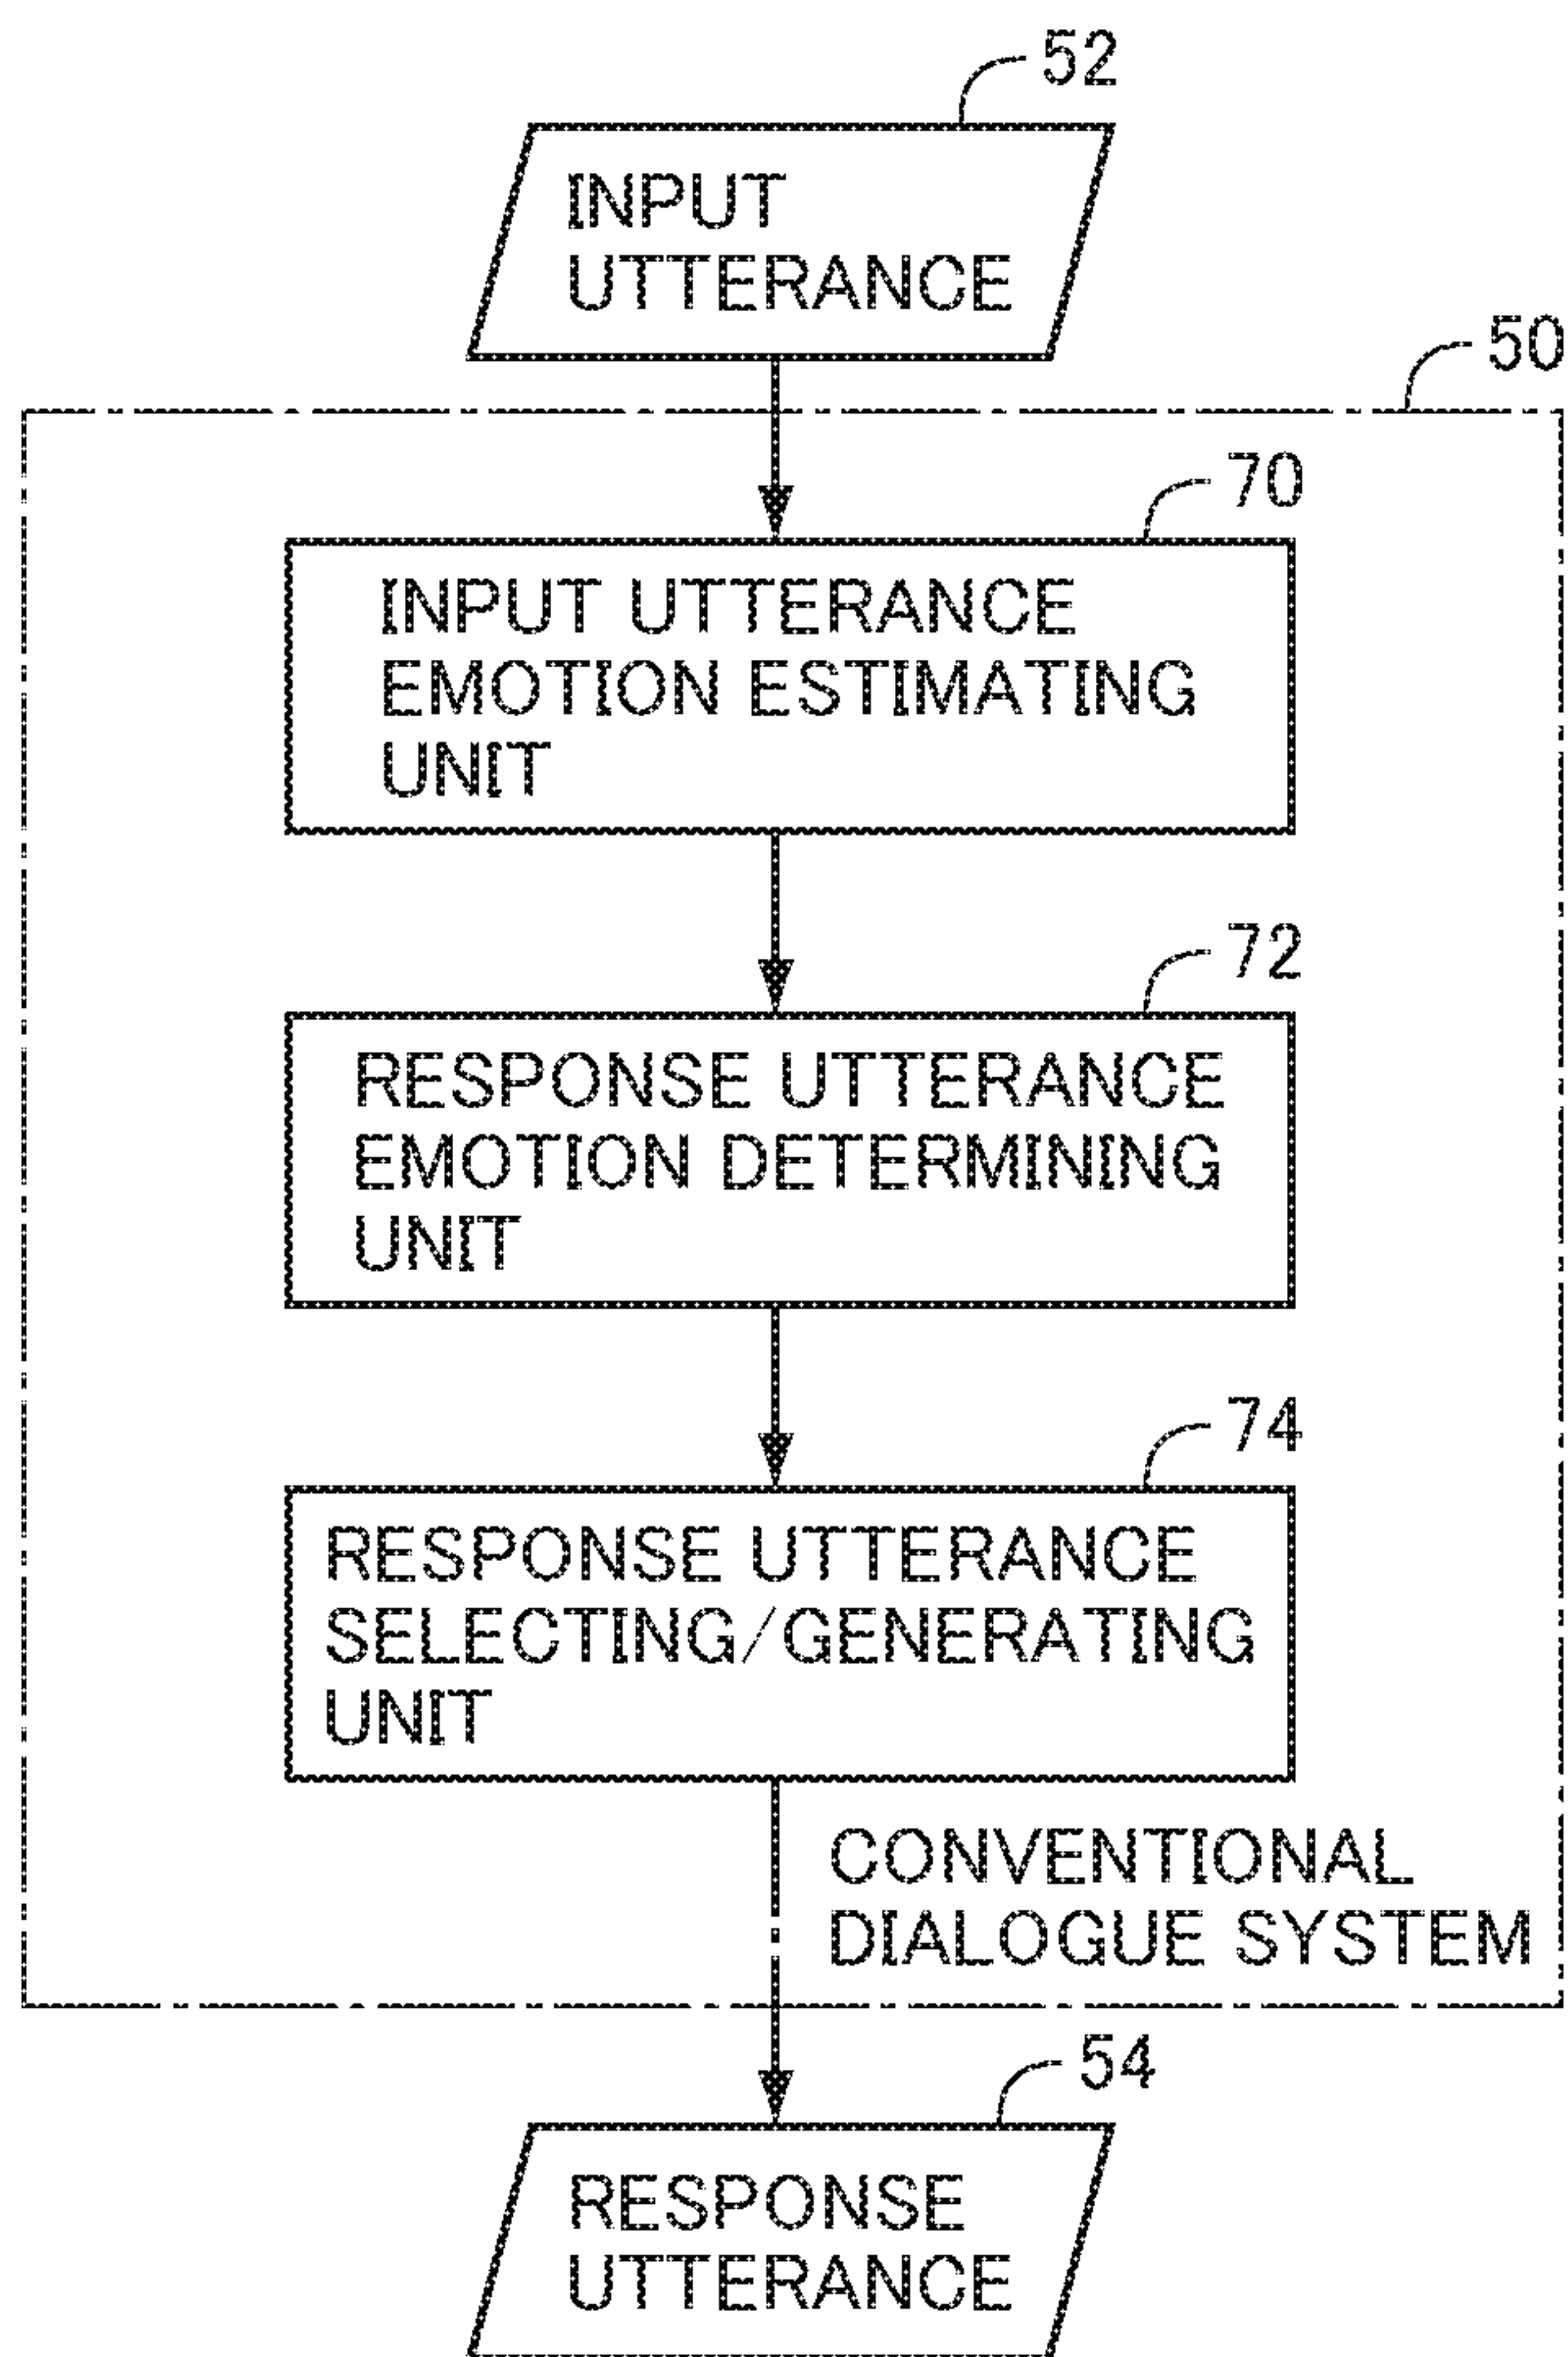 52
INPUT
UTTERANCE
50
70
INPUT UTTERANCE
EMOTION ESTIMATING
UNIT
72
RESPONSE UTTERANCE
EMOTION DETERMINING
UNIT
74
RESPONSE UTTERANCE
SELECTING/GENERATING
UNIT
CONVENTIONAL
DIALOGUE SYSTEM
54
RESPONSE
UTTERANCE